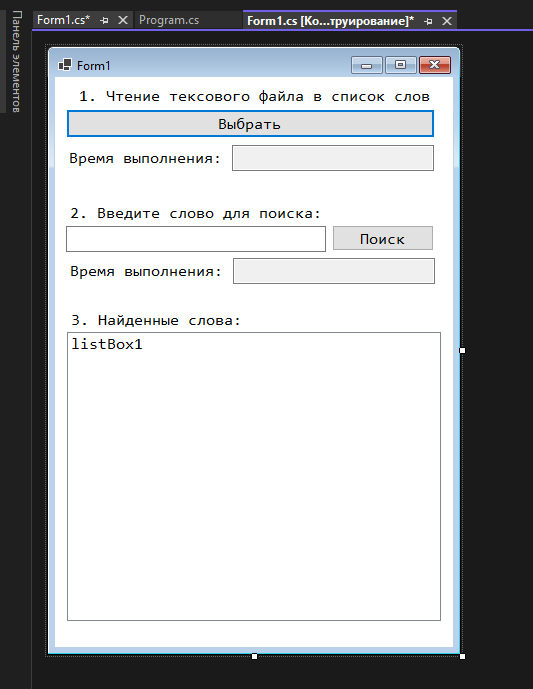 Form1.cs*
Program.cs
Form1.cs [Ко...труирование]*
Панель элементов
Form1
1. Чтение тексового файла в список слов
Выбрать
Время выполнения:
2. Введите слово для поиска:
Поиск
Время выполнения:
3. Найденные слова:
listBox1